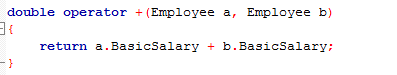 double operator +(Employee a, Employee b)
{
    return a.BasicSalary + b.BasicSalary;
}